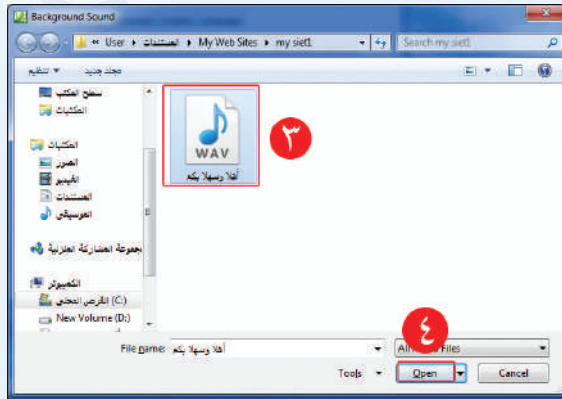 Background Sound
« User ▸ المستندات ▸ My Web Sites ▸ my siet1
Search my siet1
تنظيم ▼ مجلد جديد
سطح المكتب
المكتبات
المكتبات
الصور
الفيديو
المستندات
الموسيقى
مجموعة المشاركة المنزلية
الكمبيوتر
القرص المحلي (C:)
New Volume (D:)
WAV
أهلا وسهلا بكم
٣
File name: أهلا وسهلا بكم
All Files
٤
Tools Open Cancel